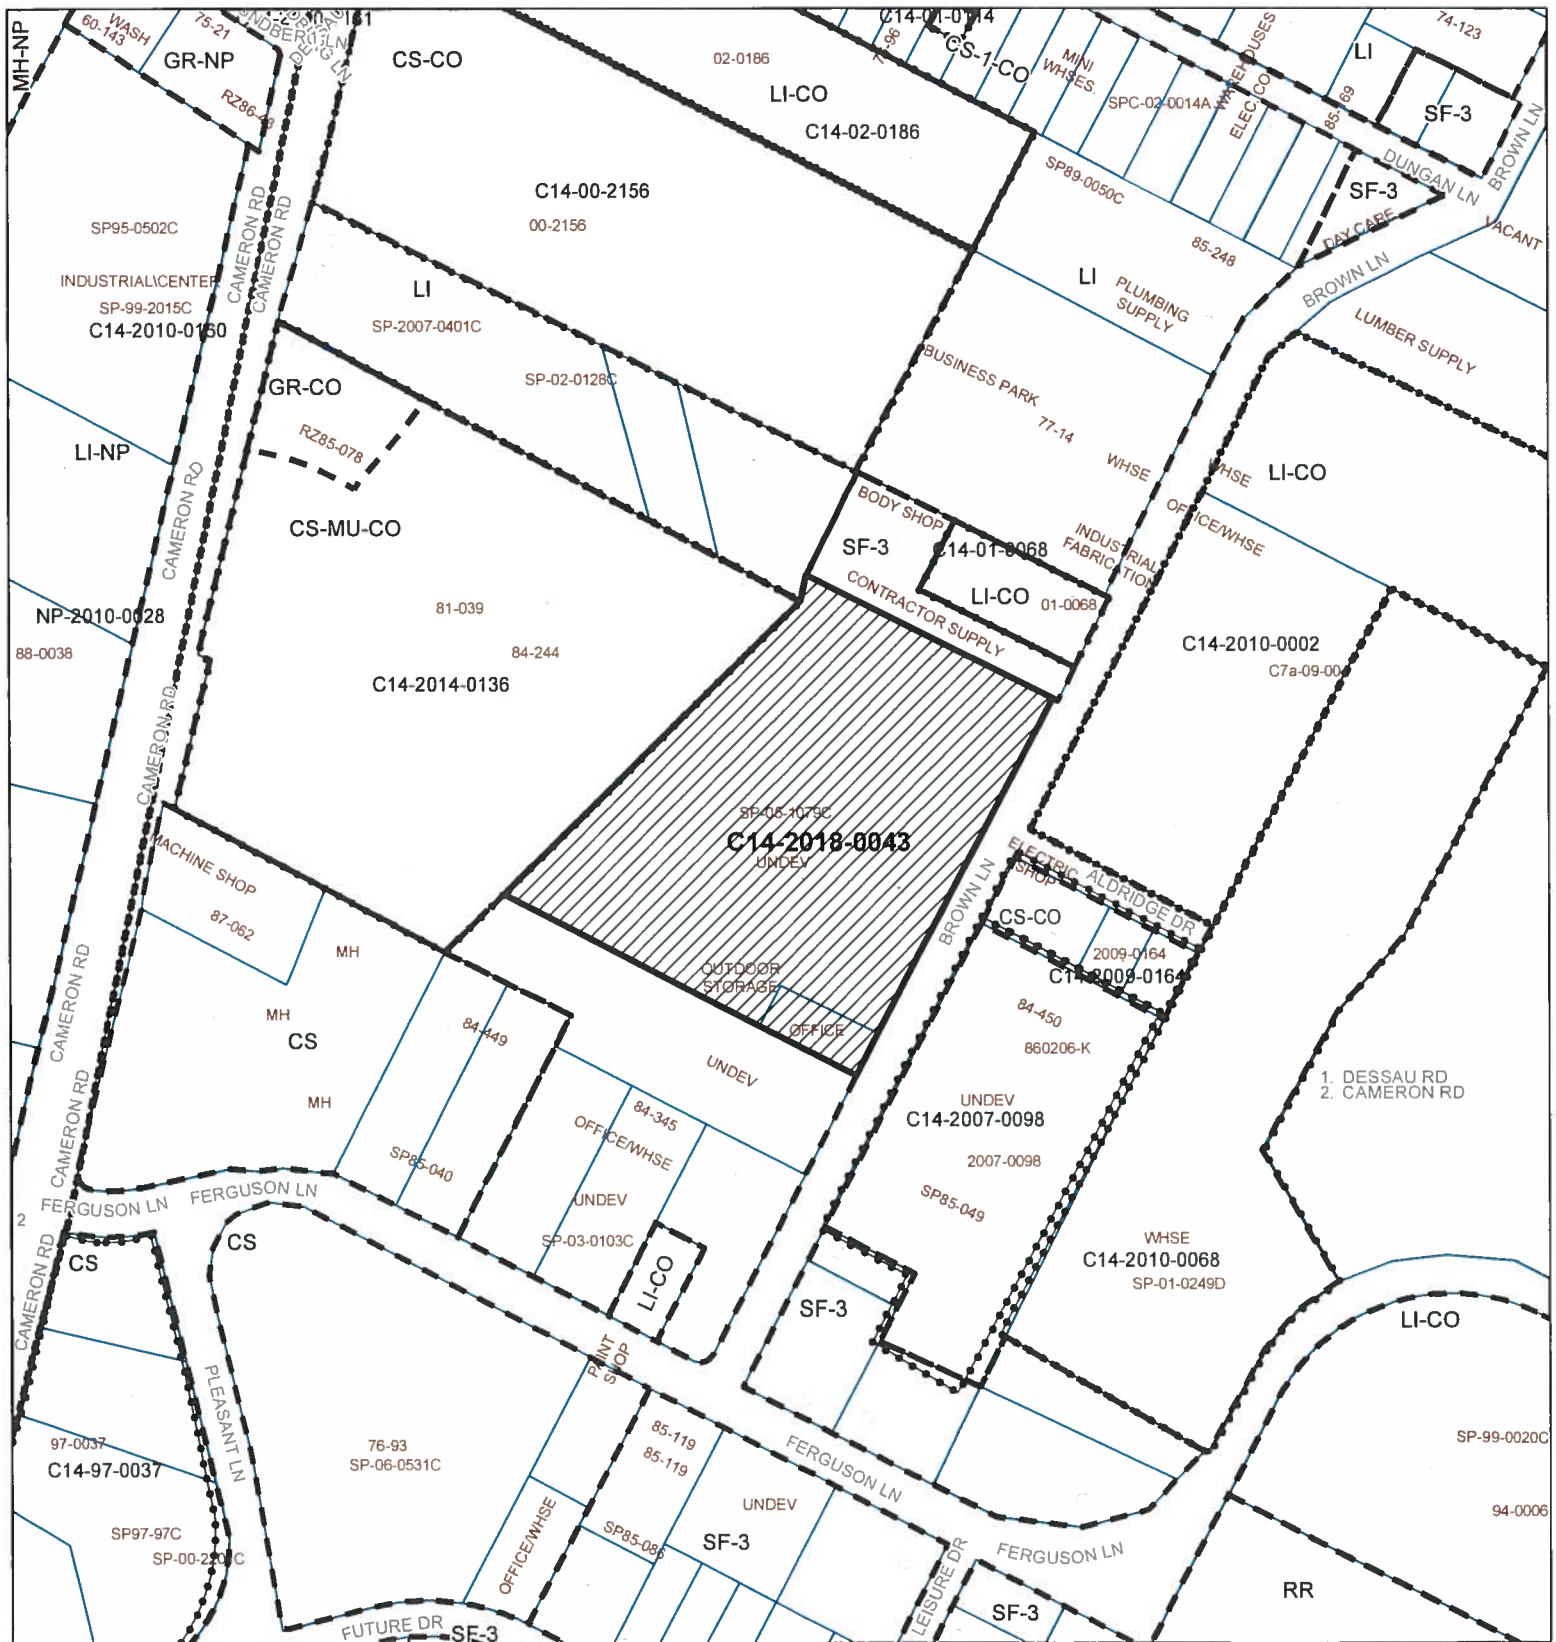 MH-NP
WASH
60-143
75-21
GR-NP
RZ86-43
CS-CO
02-0186
LI-CO
C14-02-0186
C14-01-0114
CS-1-CO
MINI
WHSES.
SPC-02-0014A
WAREHOUSES
ELEC. CO
85-169
LI
74-123
SF-3
BROWN LN
DUNGAN LN
SF-3
DAY CARE
VACANT
BROWN LN
SP89-0050C
85-248
C14-00-2156
00-2156
SP95-0502C
INDUSTRIAL\CENTER
SP-99-2015C
C14-2010-0160
CAMERON RD
CAMERON RD
LI
SP-2007-0401C
SP-02-0128C
LI
PLUMBING
SUPPLY
LUMBER SUPPLY
BUSINESS PARK
77-14
WHSE
WHSE
OFFICE/WHSE
LI-CO
GR-CO
RZ85-078
LI-NP
CAMERON RD
CS-MU-CO
BODY SHOP
SF-3
C14-01-0068
INDUSTRIAL
FABRICATION
LI-CO
01-0068
CONTRACTOR SUPPLY
NP-2010-0028
88-0038
81-039
84-244
C14-2014-0136
C14-2010-0002
C7a-09-00
CAMERON RD
SP-05-1079C
C14-2018-0043
UNDEV
MACHINE SHOP
87-062
MH
ELECTRIC
SHOP
ALDRIDGE DR
BROWN LN
CS-CO
2009-0164
C14-2009-0164
OUTDOOR
STORAGE
OFFICE
CAMERON RD
MH
CS
84-449
84-450
860206-K
UNDEV
MH
84-345
OFFICE/WHSE
UNDEV
C14-2007-0098
2007-0098
1. DESSAU RD
2. CAMERON RD
CAMERON RD
SP85-040
UNDEV
SP-03-0103C
SP85-049
FERGUSON LN
FERGUSON LN
2
CS
CS
LI-CO
SF-3
WHSE
C14-2010-0068
SP-01-0249D
LI-CO
CAMERON RD
PLEASANT LN
SHOP
97-0037
C14-97-0037
76-93
SP-06-0531C
85-119
85-119
FERGUSON LN
SP-99-0020C
SP97-97C
OFFICE/WHSE
UNDEV
SP85-086
SF-3
94-0006
LEISURE DR
FERGUSON LN
SF-3
RR
FUTURE DR
SF-3